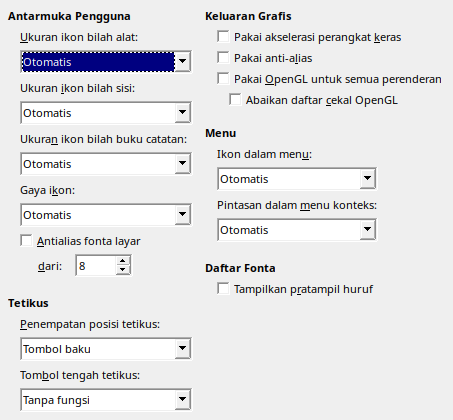 Antarmuka Pengguna
Ukuran ikon bilah alat:
Otomatis
Ukuran ikon bilah sisi:
Otomatis
Ukuran ikon bilah buku catatan:
Otomatis
Gaya ikon:
Otomatis
Antialias fonta layar
dari: 8
Tetikus
Penempatan posisi tetikus:
Tombol baku
Tombol tengah tetikus:
Tanpa fungsi
Keluaran Grafis
Pakai akselerasi perangkat keras
Pakai anti-alias
Pakai OpenGL untuk semua perenderan
Abaikan daftar cekal OpenGL
Menu
Ikon dalam menu:
Otomatis
Pintasan dalam menu konteks:
Otomatis
Daftar Fonta
Tampilkan pratampil huruf